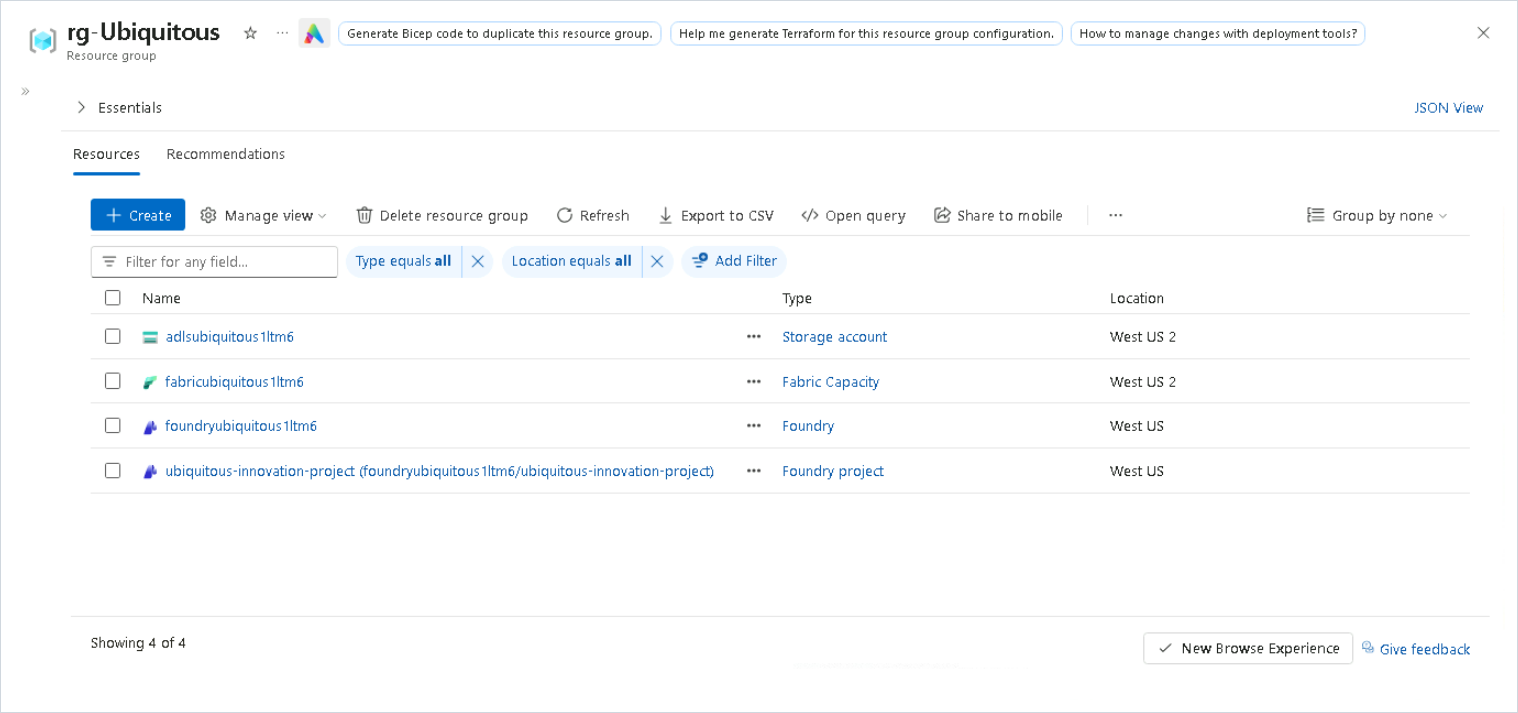 rg-Ubiquitous
Generate Bicep code to duplicate this resource group. Help me generate Terraform for this resource group configuration. How to manage changes with deployment tools?
Resource group
Essentials JSON View
Resources Recommendations
Create Manage view Delete resource group Refresh Export to CSV Open query Share to mobile Group by none
Filter for any field... Type equals all Location equals all Add Filter
Name Type Location
adlsubiquitous1ltm6 Storage account West US 2
fabricubiquitous1ltm6 Fabric Capacity West US 2
foundryubiquitous1ltm6 Foundry West US
ubiquitous-innovation-project (foundryubiquitous1ltm6/ubiquitous-innovation-project) Foundry project West US
Showing 4 of 4
New Browse Experience Give feedback